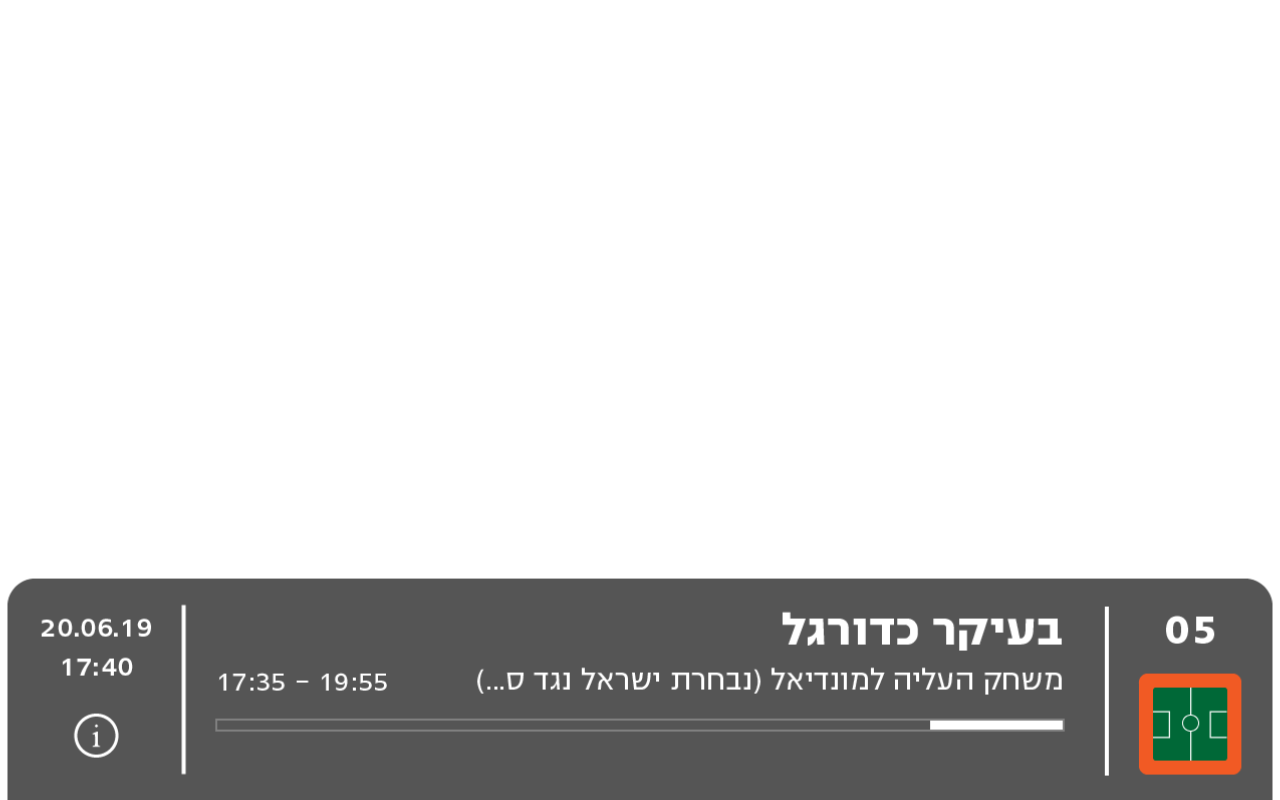 05
בעיקר כדורגל
משחק העליה למונדיאל (נבחרת ישראל נגד ס...)
17:35 – 19:55
20.06.19
17:40
i